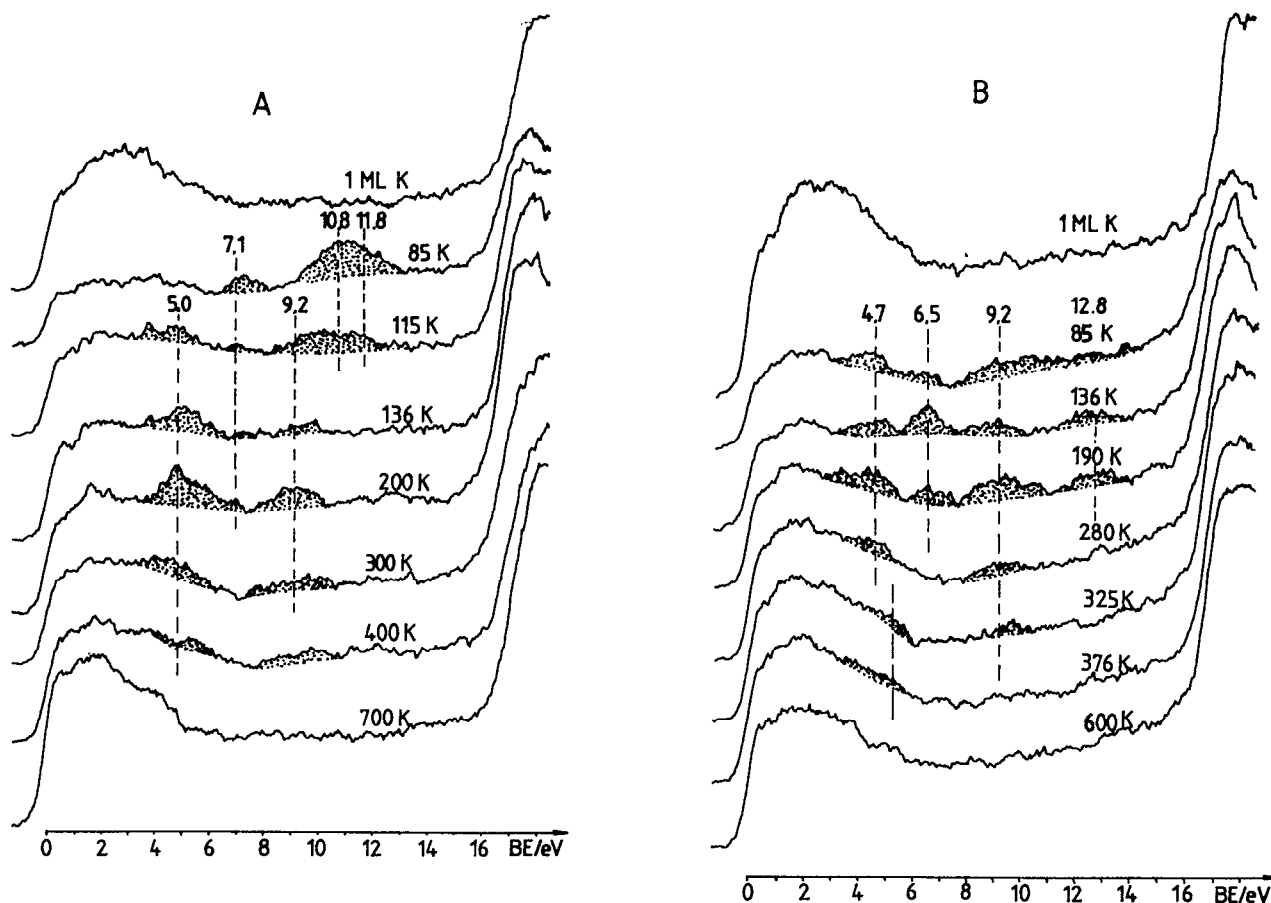 A
1 ML K
10,8 11,8
7,1
85 K
5,0
9,2
115 K
136 K
200 K
300 K
400 K
700 K
0 2 4 6 8 10 12 14 16 BE/eV
B
1 ML K
4,7 6,5 9,2 12.8
85 K
136 K
190 K
280 K
325 K
376 K
600 K
0 2 4 6 8 10 12 14 16 BE/eV